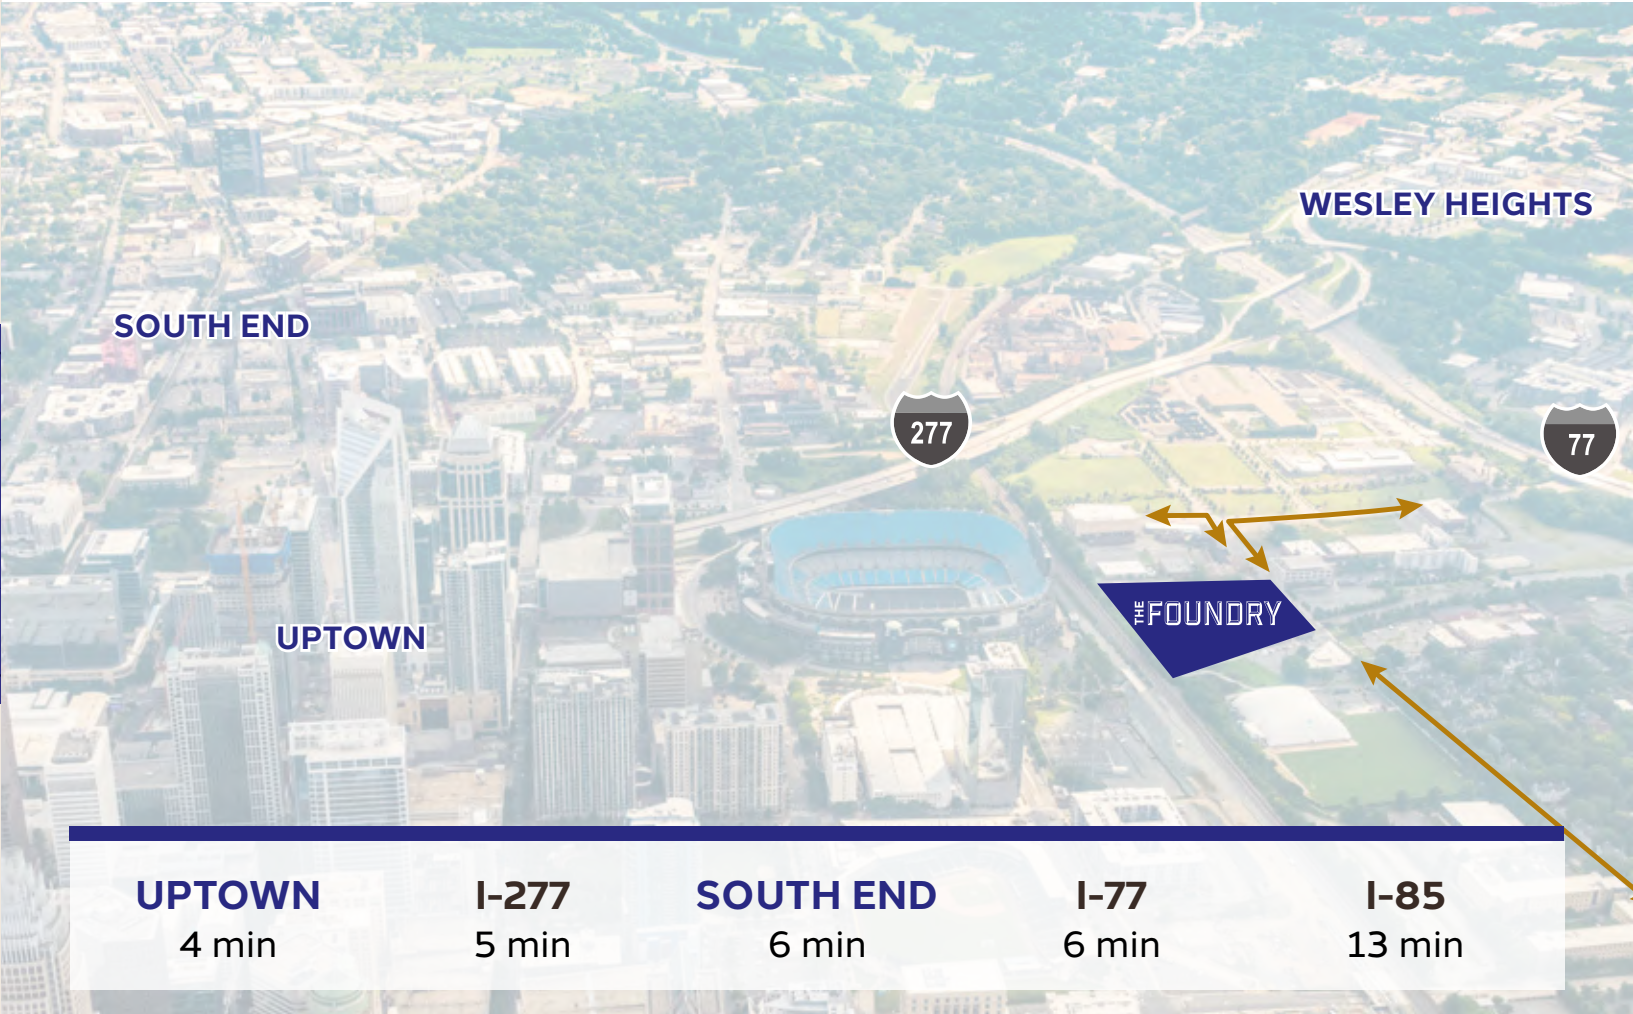 WESLEY HEIGHTS
SOUTH END
277
77
THE FOUNDRY
UPTOWN
UPTOWN I-277 SOUTH END I-77 I-85
4 min 5 min 6 min 6 min 13 min